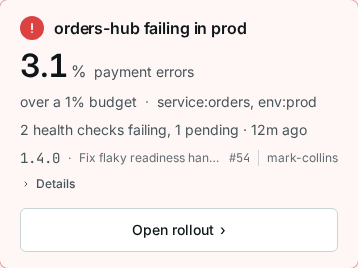 ! orders-hub failing in prod
3.1 % payment errors
over a 1% budget · service:orders, env:prod
2 health checks failing, 1 pending · 12m ago
1.4.0 · Fix flaky readiness han... #54 mark-collins
› Details
Open rollout ›